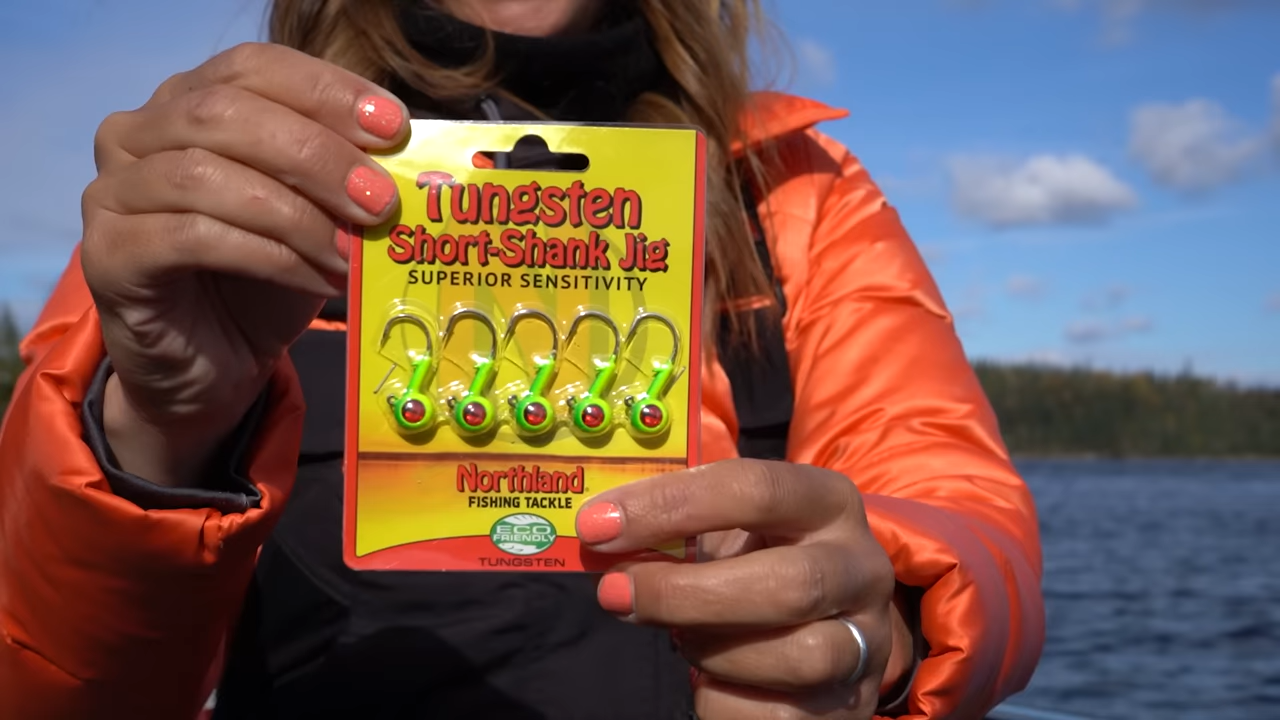 Tungsten
Short-Shank Jig
SUPERIOR SENSITIVITY
Northland
FISHING TACKLE
ECO
FRIENDLY
TUNGSTEN